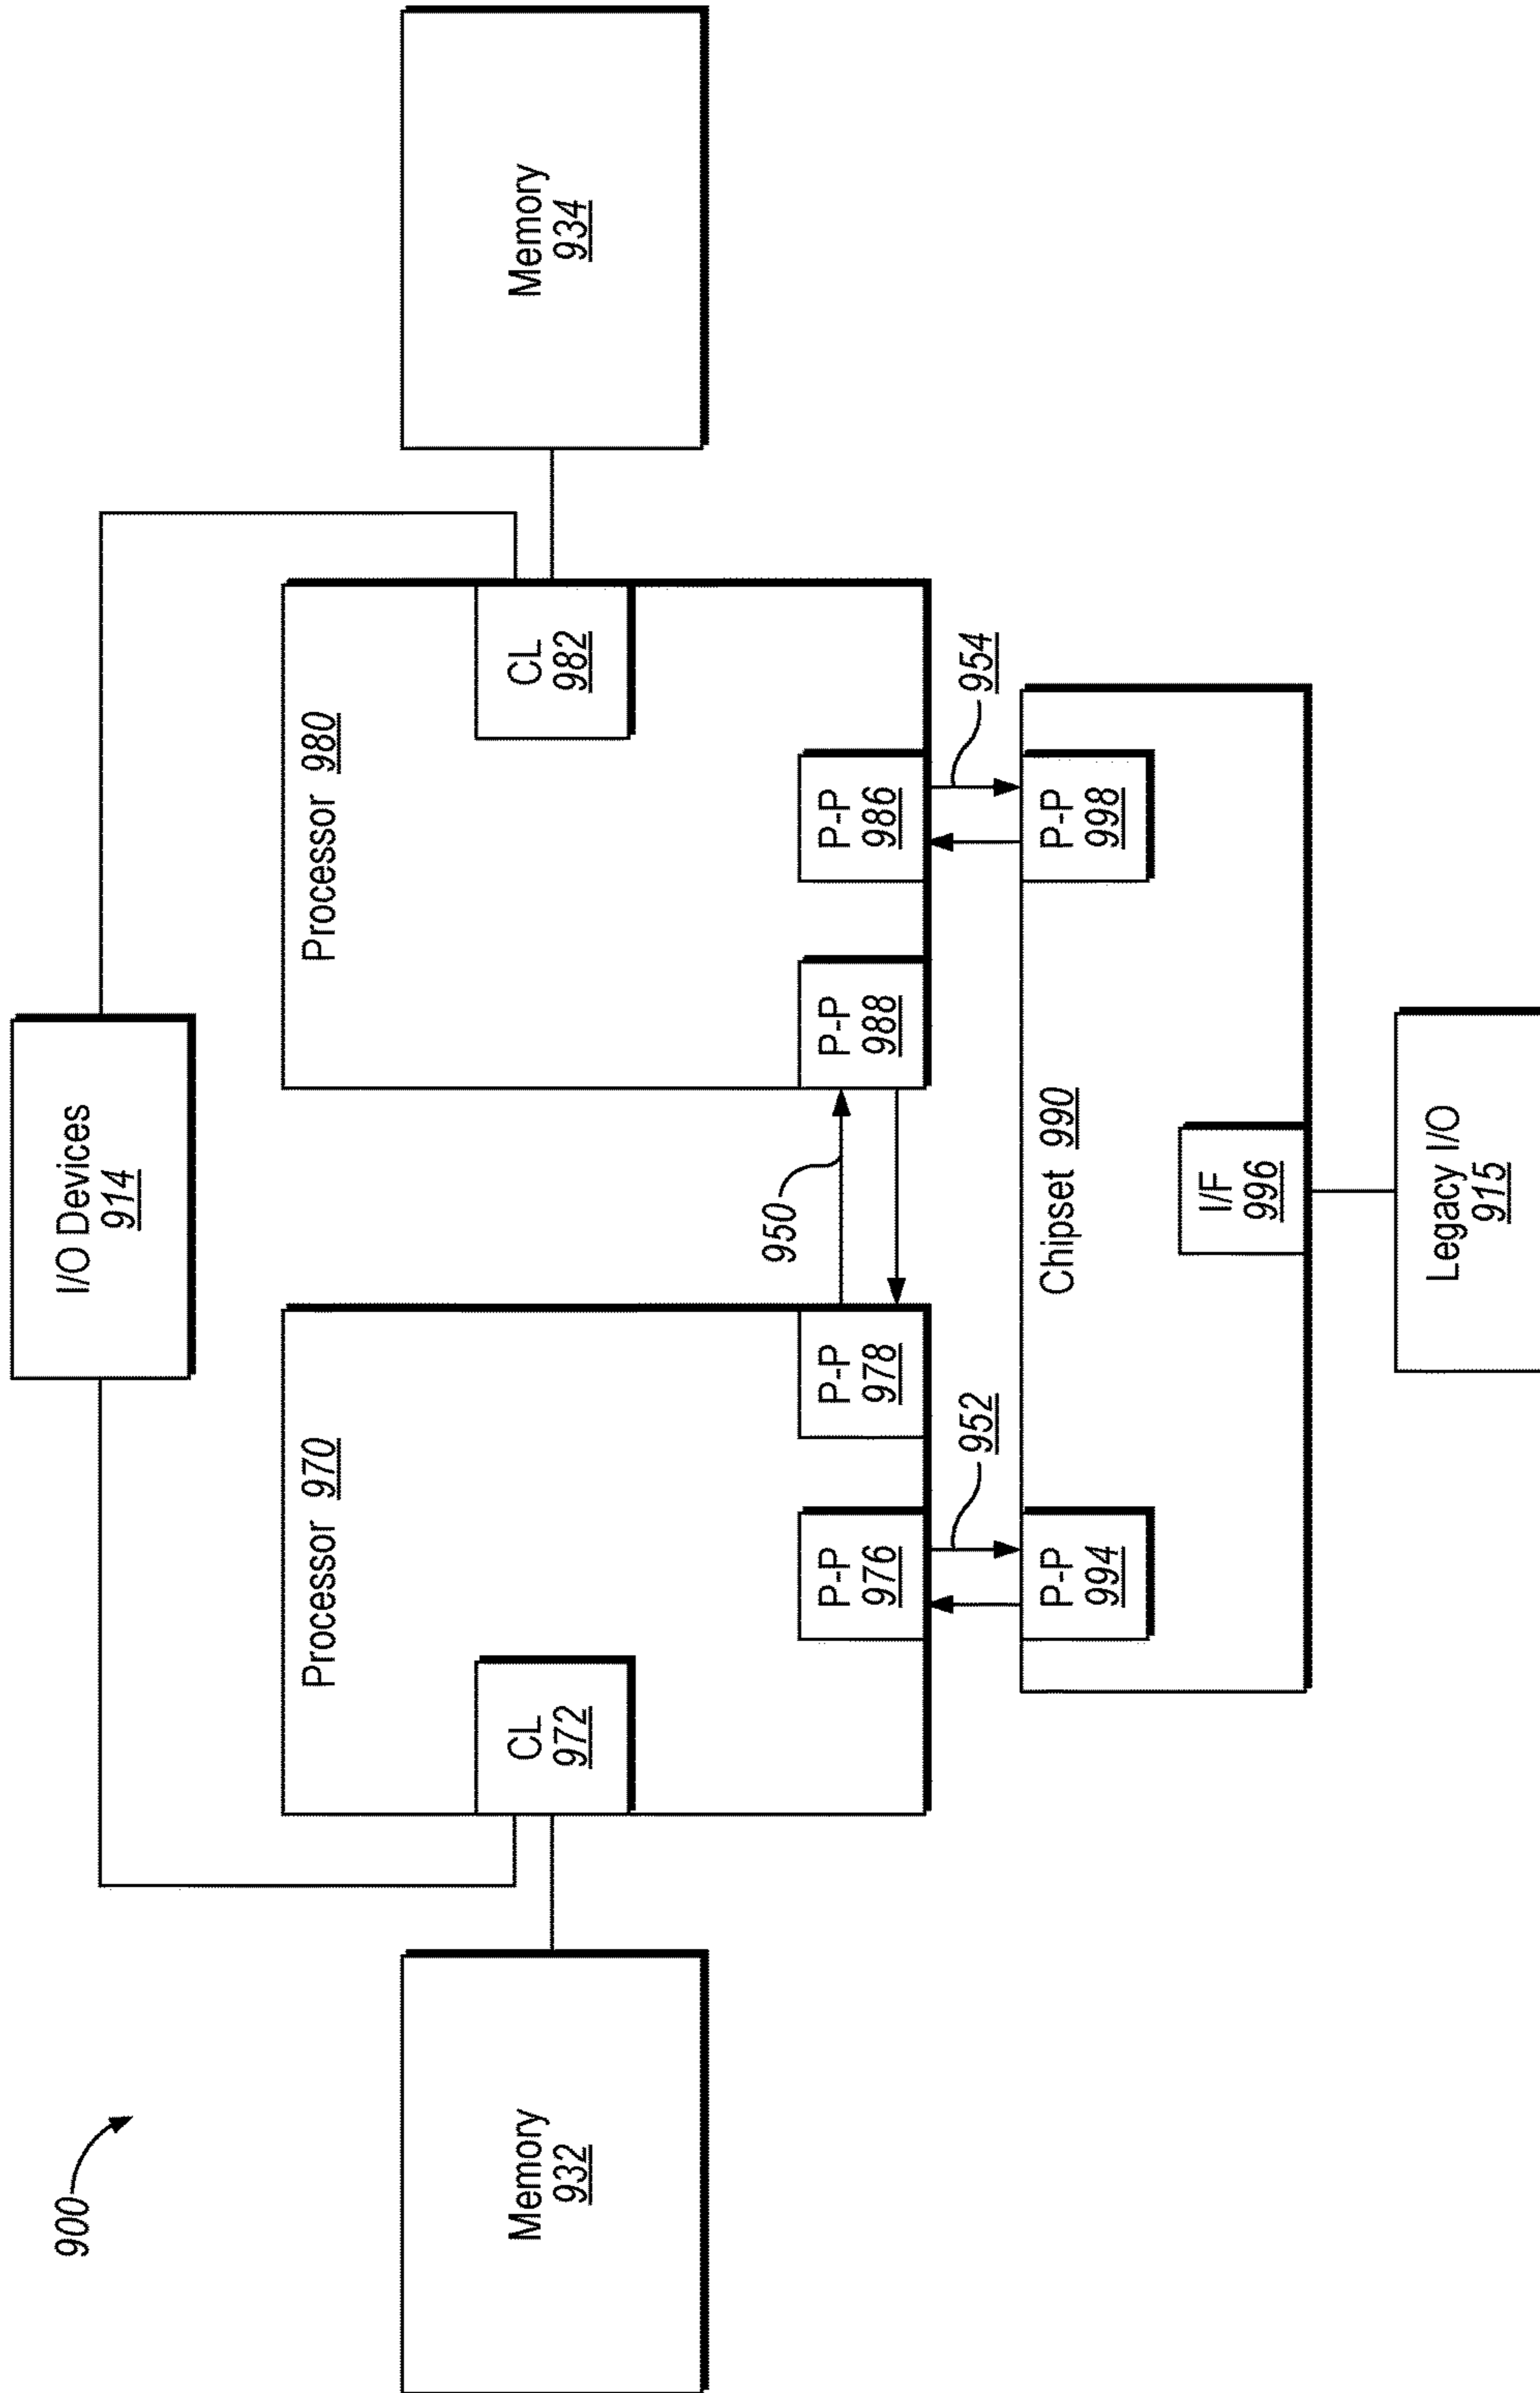 900
I/O Devices
914
Memory
932
Processor 970
CL
972
P-P
976
P-P
978
950
Processor 980
CL
982
P-P
988
P-P
986
Memory
934
952
954
P-P
994
Chipset 990
P-P
998
I/F
996
Legacy I/O
915